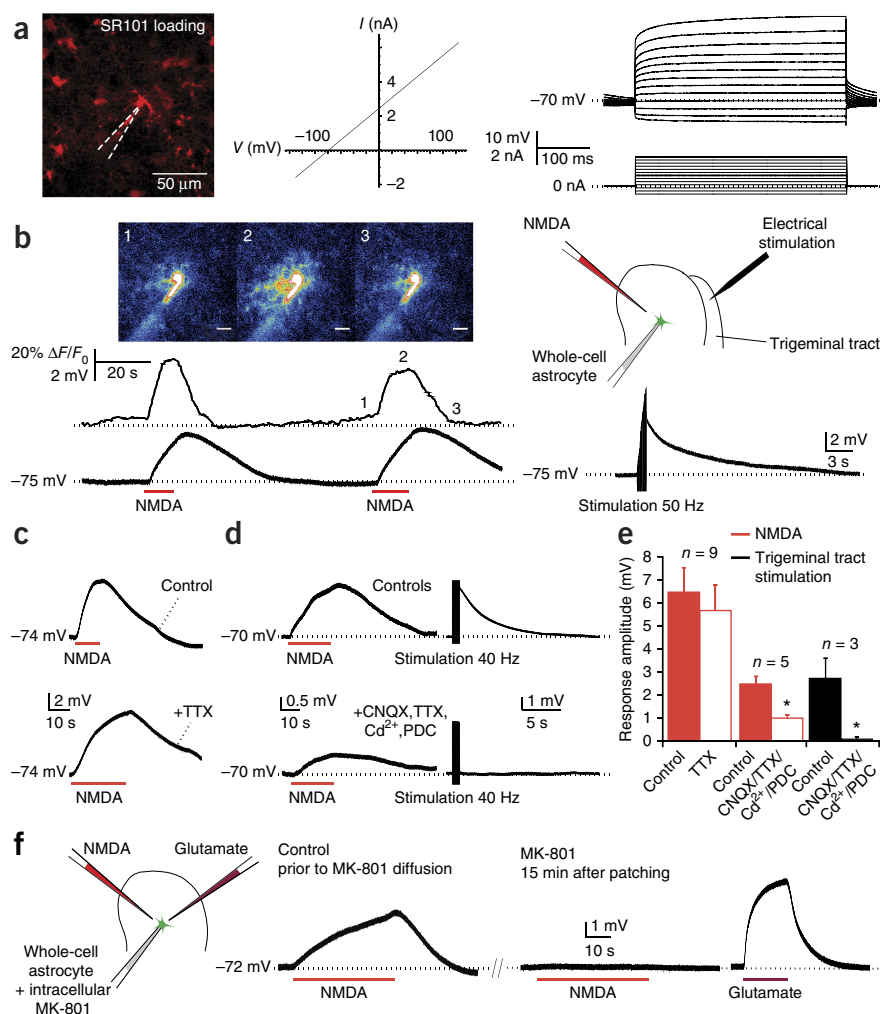 a
SR101 loading
50 μm
I (nA)
4
2
−100
100
V (mV)
−2
−70 mV
10 mV
2 nA
100 ms
0 nA
b
1
2
3
20% ΔF/F0
2 mV
20 s
1
2
3
−75 mV
NMDA
NMDA
NMDA
Electrical
stimulation
Whole-cell
astrocyte
Trigeminal tract
2 mV
3 s
−75 mV
Stimulation 50 Hz
c
Control
−74 mV
NMDA
2 mV
10 s
+TTX
−74 mV
NMDA
d
Controls
−70 mV
NMDA
Stimulation 40 Hz
0.5 mV
10 s
+CNQX,TTX,
Cd2+,PDC
1 mV
5 s
−70 mV
NMDA
Stimulation 40 Hz
e
NMDA
Trigeminal tract
stimulation
Response amplitude (mV)
8
7
6
5
4
3
2
1
0
n = 9
n = 5
n = 3
*
*
Control
TTX
Control
CNQX/TTX/
Cd2+/PDC
Control
CNQX/TTX/
Cd2+/PDC
f
NMDA
Glutamate
Whole-cell
astrocyte
+ intracellular
MK-801
Control
prior to MK-801 diffusion
−72 mV
NMDA
MK-801
15 min after patching
1 mV
10 s
NMDA
Glutamate